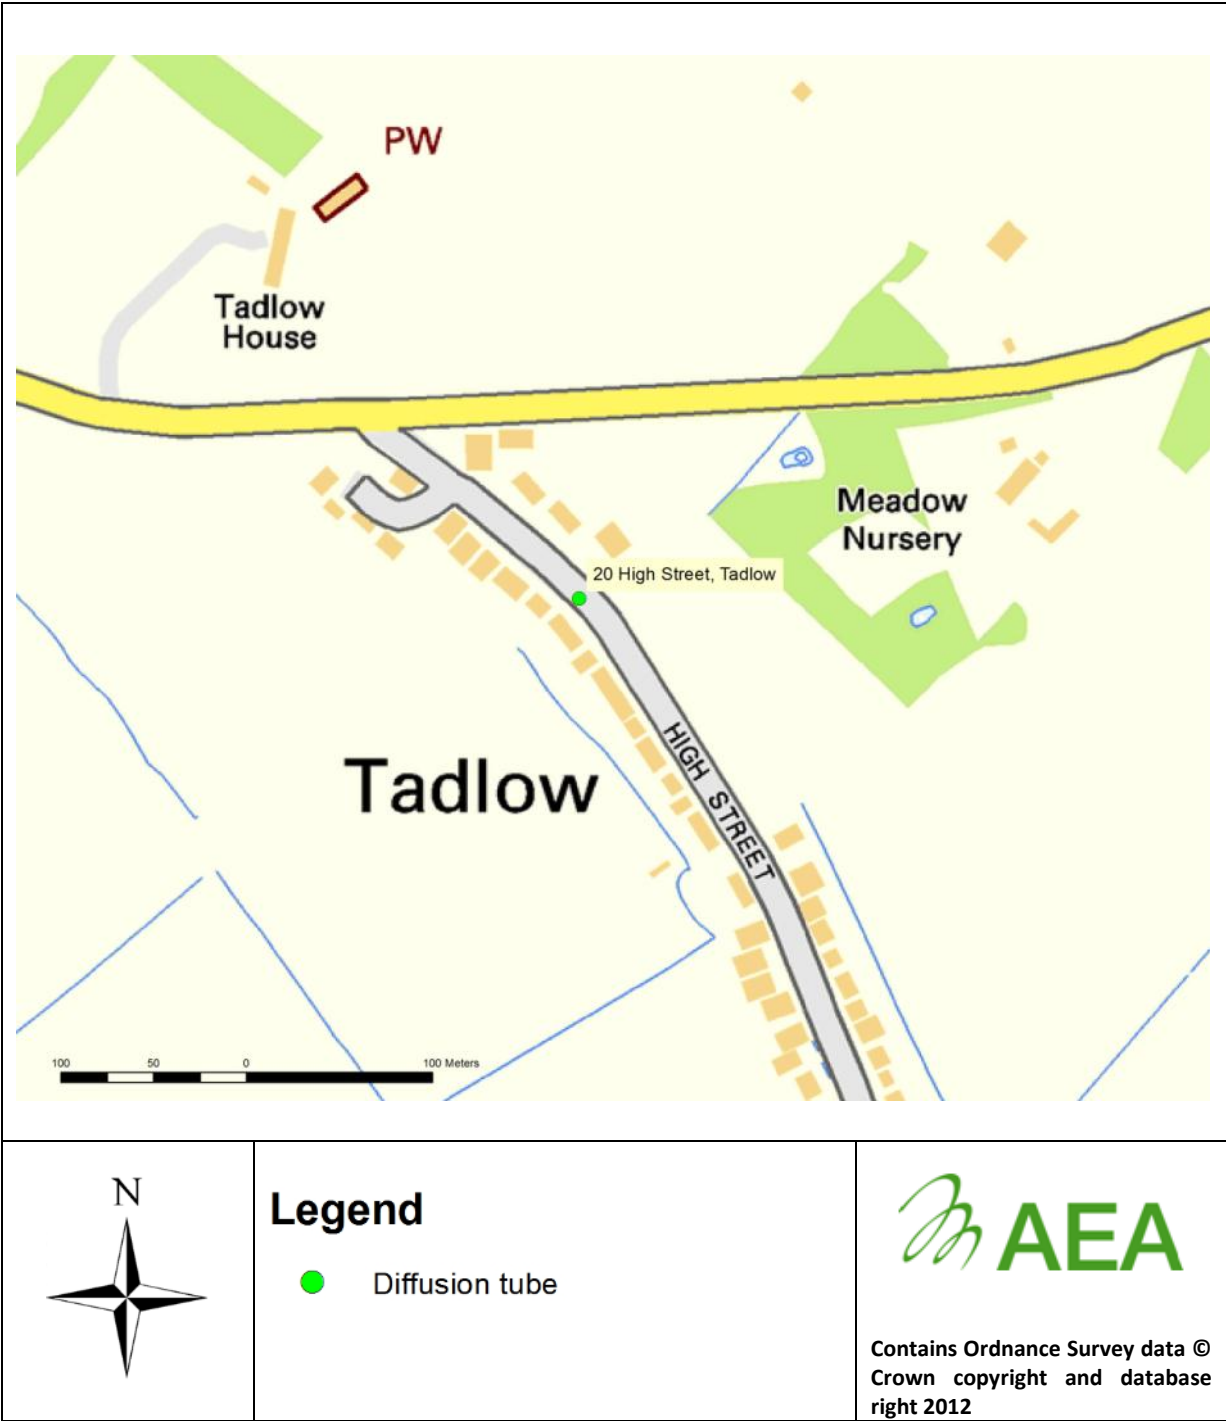 PW
Tadlow
House
Meadow
Nursery
20 High Street, Tadlow
Tadlow
HIGH STREET
100 50 0 100 Meters
N
Legend
Diffusion tube
AEA
Contains Ordnance Survey data ©
Crown copyright and database
right 2012